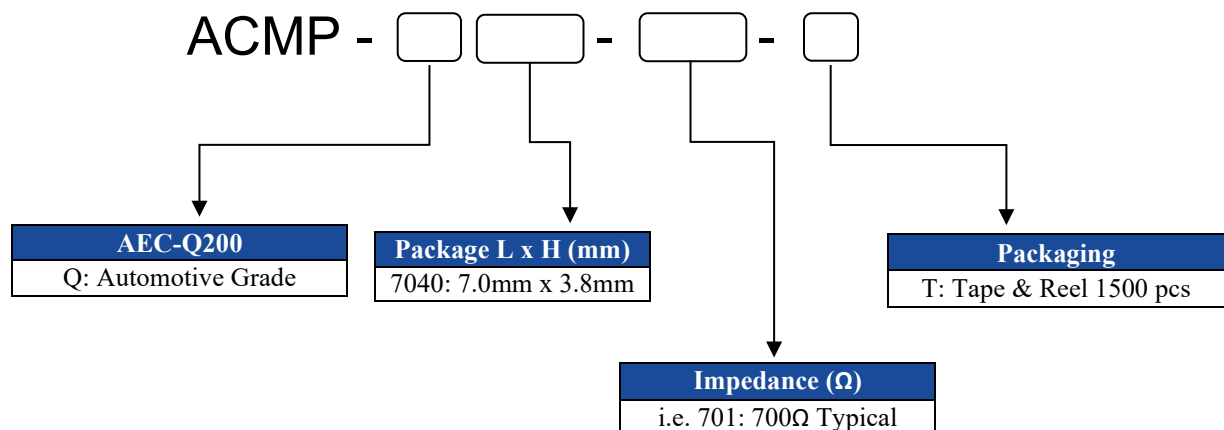 ACMP - - -
AEC-Q200
Q: Automotive Grade
Package L x H (mm)
7040: 7.0mm x 3.8mm
Impedance (Ω)
i.e. 701: 700Ω Typical
Packaging
T: Tape & Reel 1500 pcs